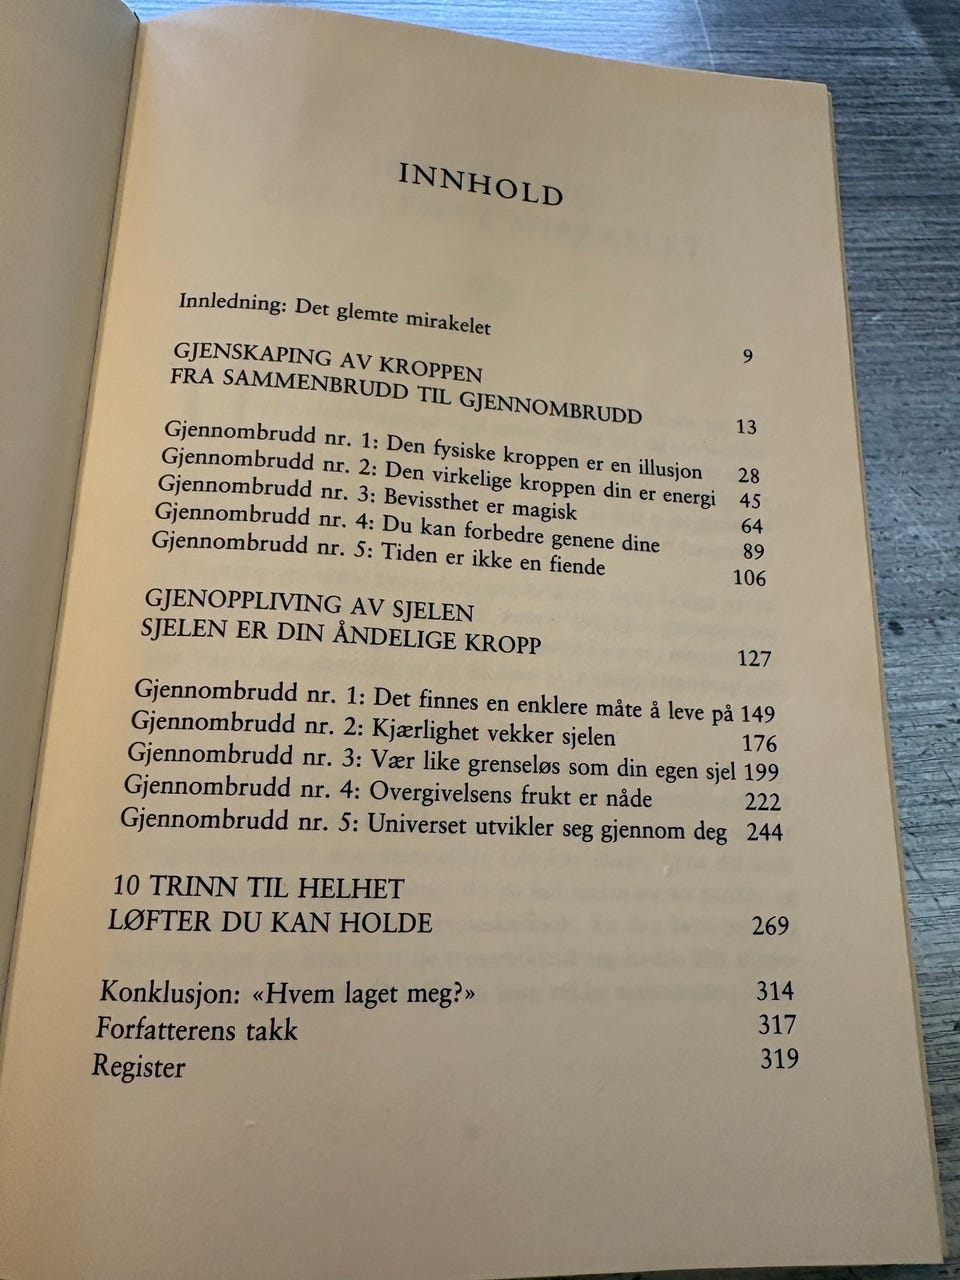 INNHOLD
Innledning: Det glemte mirakelet 9
GJENSKAPING AV KROPPEN
FRA SAMMENBRUDD TIL GJENNOMBRUDD 13
Gjennombrudd nr. 1: Den fysiske kroppen er en illusjon 28
Gjennombrudd nr. 2: Den virkelige kroppen din er energi 45
Gjennombrudd nr. 3: Bevissthet er magisk 64
Gjennombrudd nr. 4: Du kan forbedre genene dine 89
Gjennombrudd nr. 5: Tiden er ikke en fiende 106
GJENOPPLIVING AV SJELEN
SJELEN ER DIN ÅNDELIGE KROPP 127
Gjennombrudd nr. 1: Det finnes en enklere måte å leve på 149
Gjennombrudd nr. 2: Kjærlighet vekker sjelen 176
Gjennombrudd nr. 3: Vær like grenseløs som din egen sjel 199
Gjennombrudd nr. 4: Overgivelsens frukt er nåde 222
Gjennombrudd nr. 5: Universet utvikler seg gjennom deg 244
10 TRINN TIL HELHET
LØFTER DU KAN HOLDE 269
Konklusjon: «Hvem laget meg?» 314
Forfatterens takk 317
Register 319